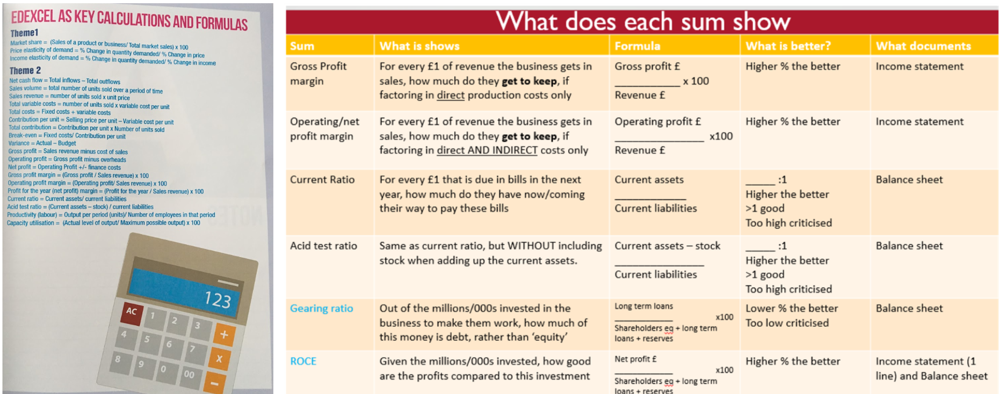 EDEXCEL AS KEY CALCULATIONS AND FORMULAS
Theme1
Market share = (Sales of a product or business/ Total market sales) x 100
Price elasticity of demand = % Change in quantity demanded/ % Change in price
Income elasticity of demand = % Change in quantity demanded/ % Change in income
Theme 2
Net cash flow = Total inflows – Total outflows
Sales volume = total number of units sold over a period of time
Sales revenue = number of units sold x unit price
Total variable costs = number of units sold x variable cost per unit
Total costs = Fixed costs + variable costs
Contribution per unit = Selling price per unit – Variable cost per unit
Total contribution = Contribution per unit x Number of units sold
Break-even = Fixed costs/ Contribution per unit
Variance = Actual – Budget
Gross profit = Sales revenue minus cost of sales
Operating profit = Gross profit minus overheads
Net profit = Operating Profit +/- finance costs
Gross profit margin = (Gross profit / Sales revenue) x 100
Operating profit margin = (Operating profit/ Sales revenue) x 100
Profit for the year (net profit) margin = (Profit for the year / Sales revenue) x 100
Current ratio = Current assets/ current liabilities
Acid test ratio = (Current assets – stock) / current liabilities
Productivity (labour) = Output per period (units)/ Number of employees in that period
Capacity utilisation = (Actual level of output/ Maximum possible output) x 100
123
AC 1 2 3 +
4 5 6 7 x
8 9 0 00 –
What does each sum show
Sum What is shows Formula What is better? What documents
Gross Profit
margin
For every £1 of revenue the business gets in
sales, how much do they get to keep, if
factoring in direct production costs only
Gross profit £
____________ x 100
Revenue £
Higher % the better
Income statement
Operating/net
profit margin
For every £1 of revenue the business gets in
sales, how much do they get to keep, if
factoring in direct AND INDIRECT costs only
Operating profit £
________________ x100
Revenue £
Higher % the better
Income statement
Current Ratio
For every £1 that is due in bills in the next
year, how much do they have now/coming
their way to pay these bills
Current assets
_____________
Current liabilities
_____ :1
Higher the better
>1 good
Too high criticised
Balance sheet
Acid test ratio
Same as current ratio, but WITHOUT including
stock when adding up the current assets.
Current assets – stock
________________
Current liabilities
_____ :1
Higher the better
>1 good
Too high criticised
Balance sheet
Gearing ratio
Out of the millions/000s invested in the
business to make them work, how much of
this money is debt, rather than ‘equity’
Long term loans
_____________ x100
Shareholders eq + long term
loans + reserves
Lower % the better
Too low criticised
Balance sheet
ROCE
Given the millions/000s invested, how good
are the profits compared to this investment
Net profit £
_____________ x100
Shareholders eq + long term
loans + reserves
Higher % the better
Income statement (1
line) and Balance sheet